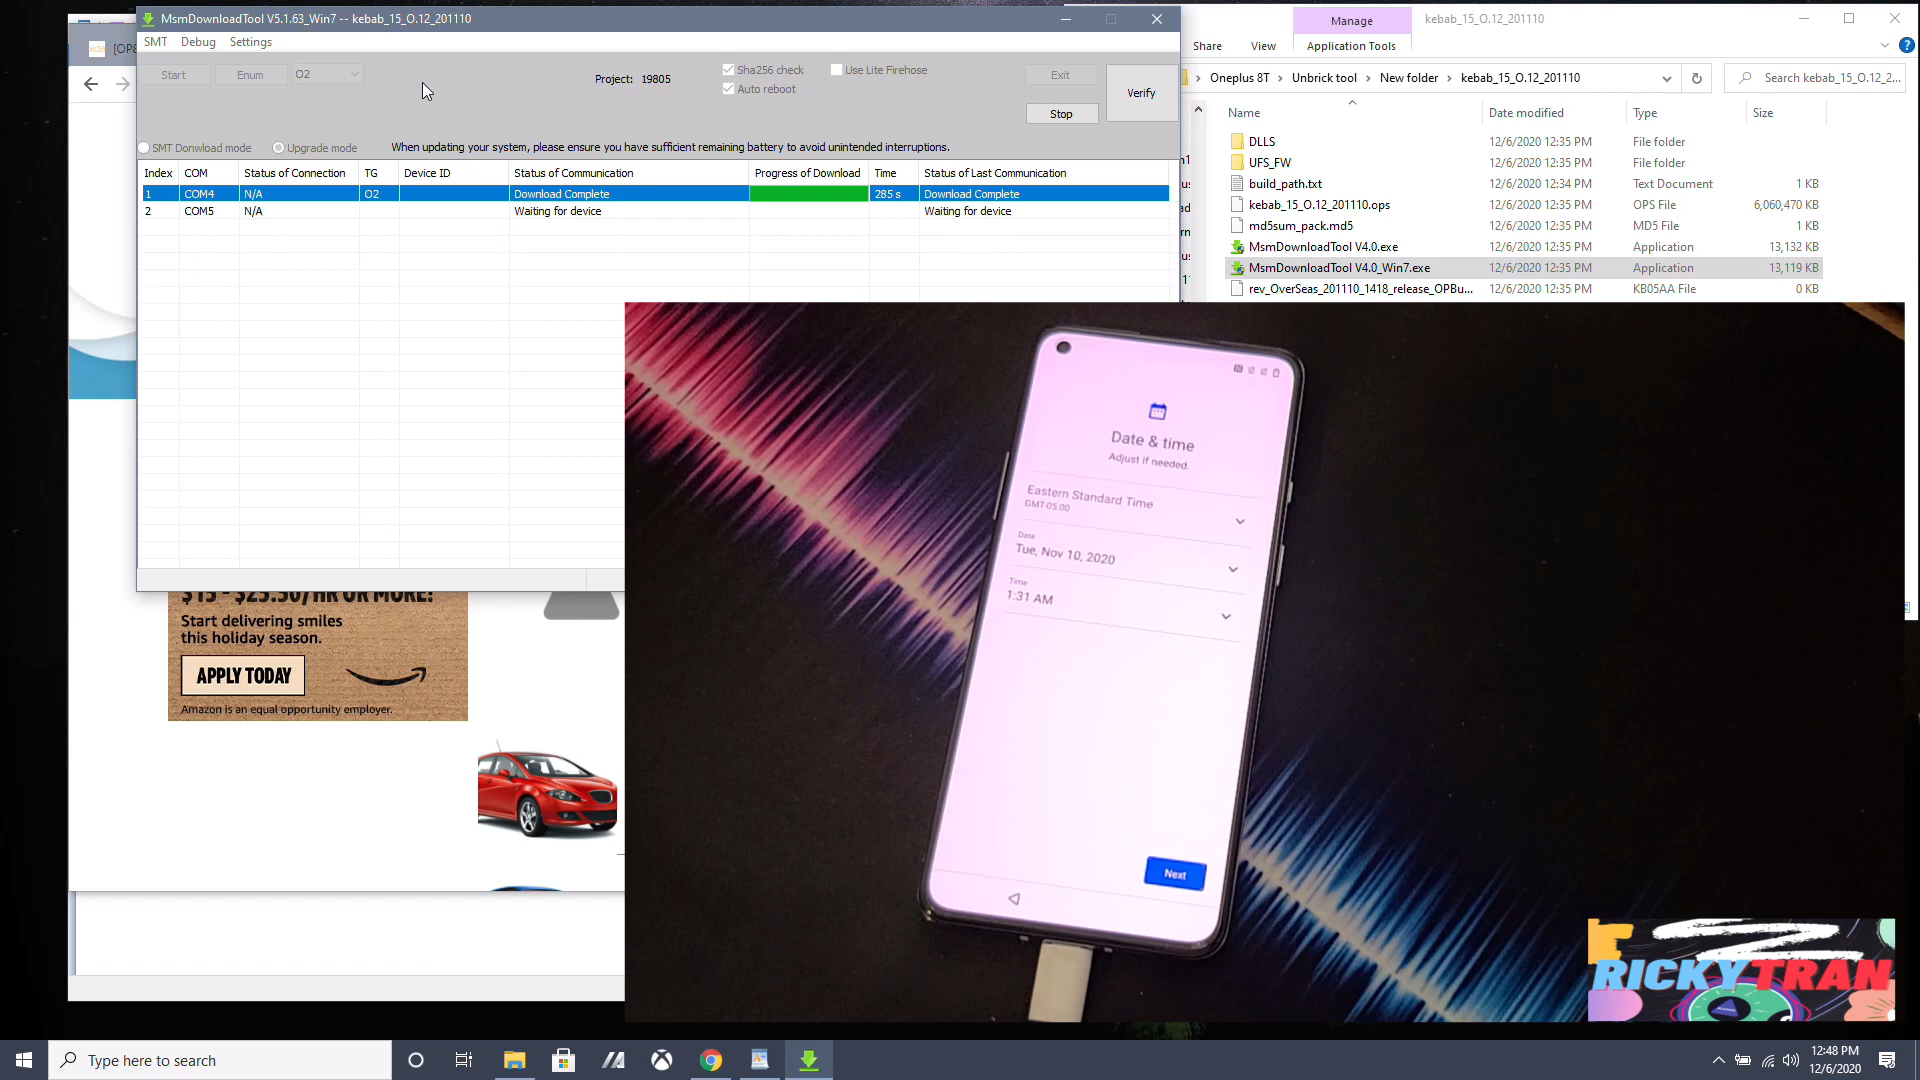 MsmDownloadTool V5.1.63_Win7 -- kebab_15_O.12_201110
SMT Debug Settings
Start Enum O2
Project: 19805
Sha256 check
Use Lite Firehose
Auto reboot
Exit
Stop
Verify
SMT Donwload mode
Upgrade mode
When updating your system, please ensure you have sufficient remaining battery to avoid unintended interruptions.
Index COM Status of Connection TG Device ID Status of Communication Progress of Download Time Status of Last Communication
1 COM4 N/A O2 Download Complete 285 s Download Complete
2 COM5 N/A Waiting for device Waiting for device
[OP8
Manage
kebab_15_O.12_201110
Share View Application Tools
Oneplus 8T > Unbrick tool > New folder > kebab_15_O.12_201110
Search kebab_15_O.12_2...
Name Date modified Type Size
DLLS 12/6/2020 12:35 PM File folder
UFS_FW 12/6/2020 12:35 PM File folder
build_path.txt 12/6/2020 12:34 PM Text Document 1 KB
kebab_15_O.12_201110.ops 12/6/2020 12:35 PM OPS File 6,060,470 KB
md5sum_pack.md5 12/6/2020 12:35 PM MD5 File 1 KB
MsmDownloadTool V4.0.exe 12/6/2020 12:35 PM Application 13,132 KB
MsmDownloadTool V4.0_Win7.exe 12/6/2020 12:35 PM Application 13,119 KB
rev_OverSeas_201110_1418_release_OPBu... 12/6/2020 12:35 PM KB05AA File 0 KB
Date & time
Adjust if needed.
Eastern Standard Time
GMT-05:00
Date
Tue, Nov 10, 2020
Time
1:31 AM
Next
$15 - $23.50/HR OR MORE!
Start delivering smiles
this holiday season.
APPLY TODAY
Amazon is an equal opportunity employer.
RICKYTRAN
Type here to search
12:48 PM
12/6/2020